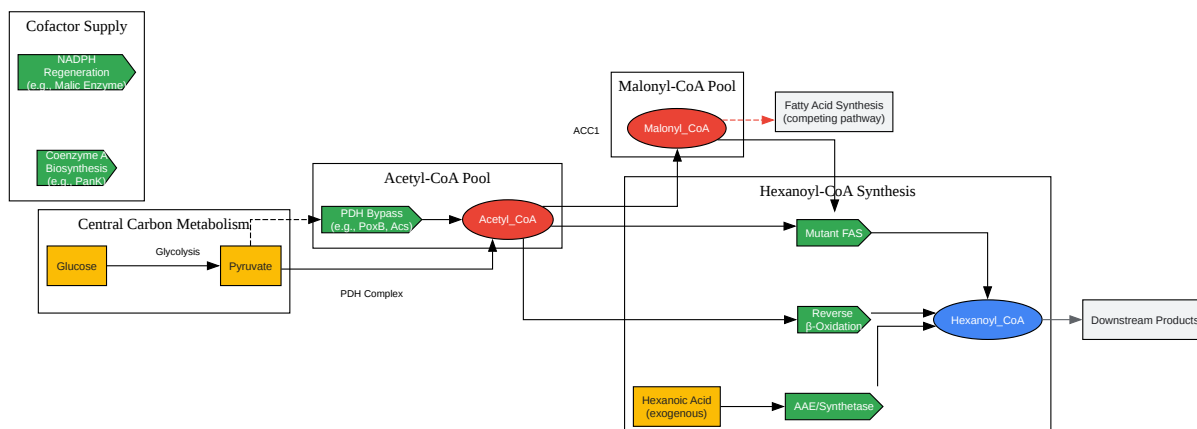 Cofactor Supply
NADPH
Regeneration
(e.g., Malic Enzyme)
Coenzyme A
Biosynthesis
(e.g., PanK)
Central Carbon Metabolism
Glucose
Glycolysis
Pyruvate
PDH Complex
Acetyl-CoA Pool
PDH Bypass
(e.g., PoxB, Acs)
Acetyl_CoA
ACC1
Malonyl-CoA Pool
Malonyl_CoA
Fatty Acid Synthesis
(competing pathway)
Hexanoyl-CoA Synthesis
Mutant FAS
Reverse
β-Oxidation
Hexanoyl_CoA
Hexanoic Acid
(exogenous)
AAE/Synthetase
Downstream Products